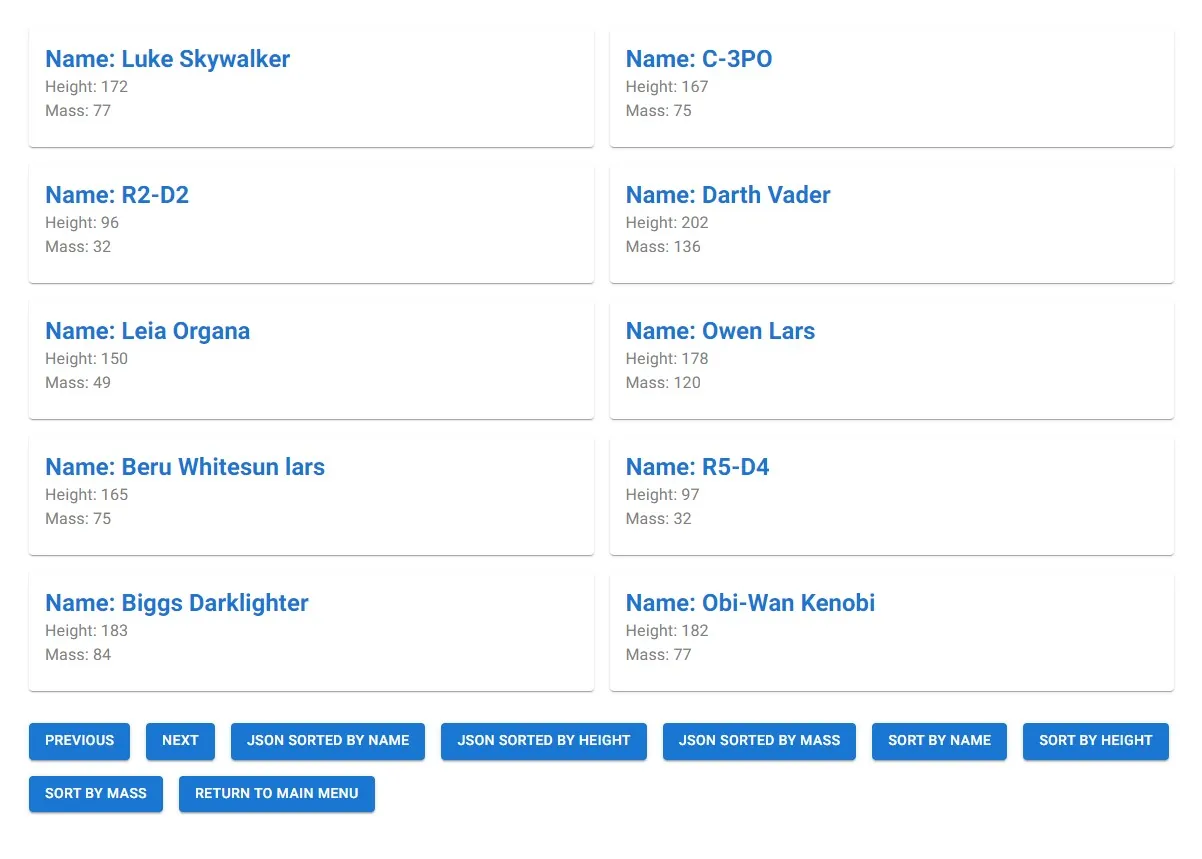 Name: Luke Skywalker
Height: 172
Mass: 77
Name: C-3PO
Height: 167
Mass: 75
Name: R2-D2
Height: 96
Mass: 32
Name: Darth Vader
Height: 202
Mass: 136
Name: Leia Organa
Height: 150
Mass: 49
Name: Owen Lars
Height: 178
Mass: 120
Name: Beru Whitesun lars
Height: 165
Mass: 75
Name: R5-D4
Height: 97
Mass: 32
Name: Biggs Darklighter
Height: 183
Mass: 84
Name: Obi-Wan Kenobi
Height: 182
Mass: 77
PREVIOUS
NEXT
JSON SORTED BY NAME
JSON SORTED BY HEIGHT
JSON SORTED BY MASS
SORT BY NAME
SORT BY HEIGHT
SORT BY MASS
RETURN TO MAIN MENU